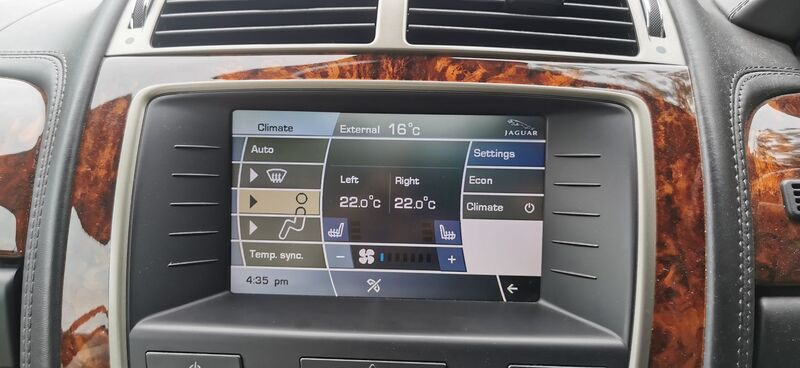 Climate
External 16°C
JAGUAR
Auto
Settings
Left Right
Econ
22.0°C 22.0°C
Climate
Temp. sync.
− +
4:35 pm